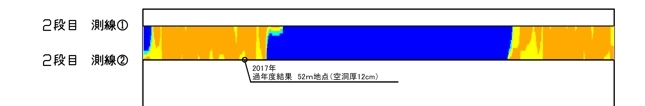 2段目　測線①
2段目　測線②
2017年
過年度結果　52m地点(空洞厚12cm)